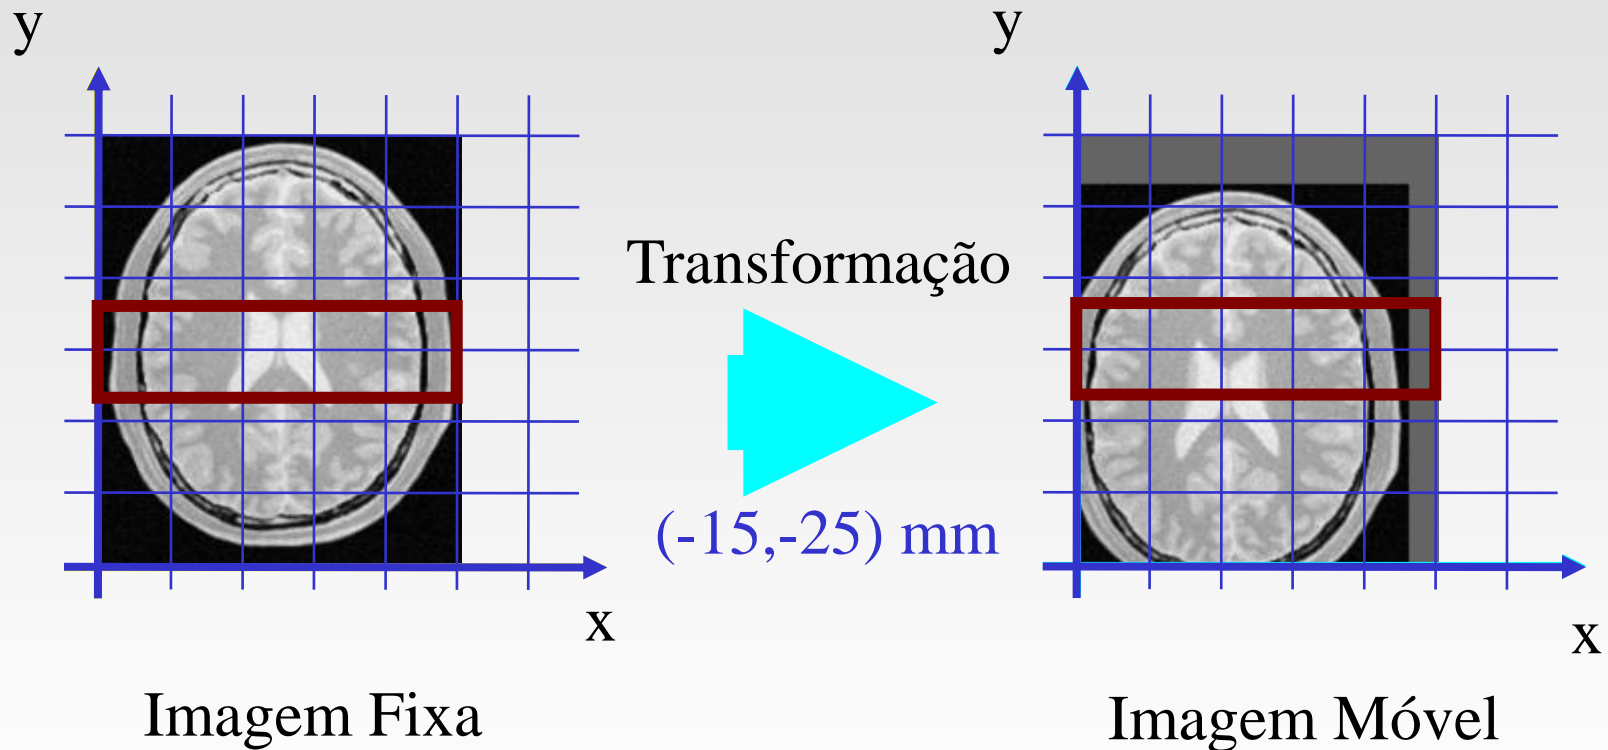 y
y
Transformação
(-15,-25) mm
x
x
Imagem Fixa
Imagem Móvel